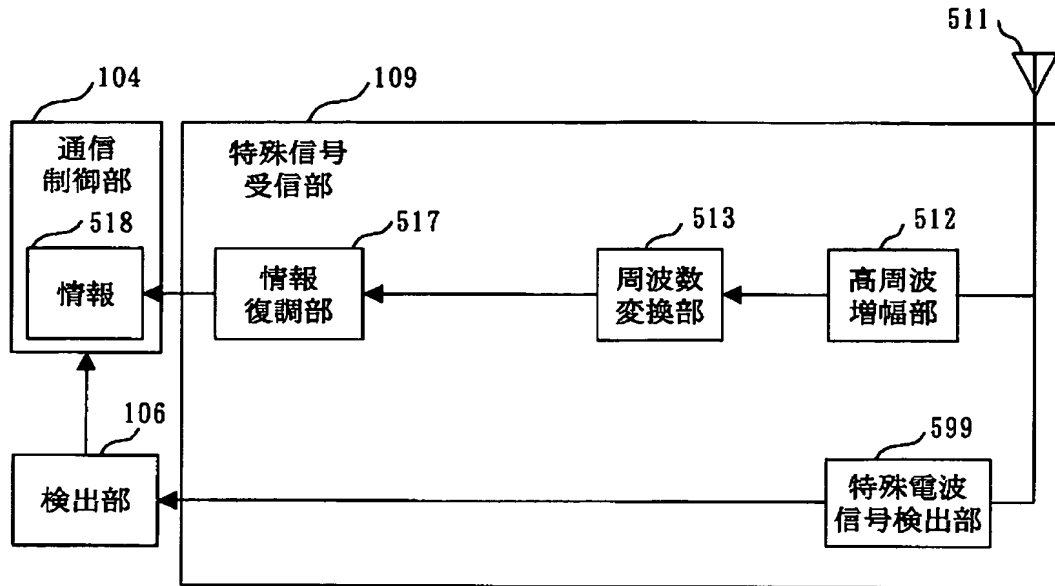 511
104
109
通信
制御部
特殊信号
受信部
518
517
513
512
情報
情報
復調部
周波数
変換部
高周波
増幅部
106
599
検出部
特殊電波
信号検出部